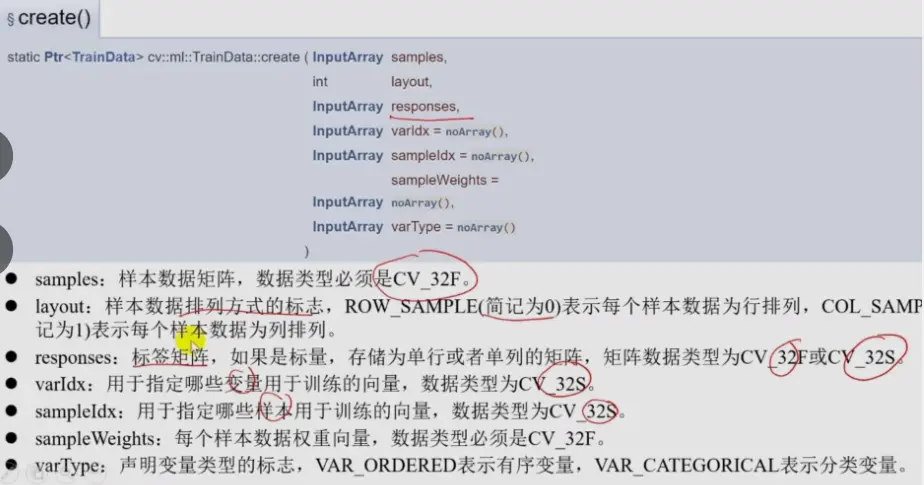 § create()
static Ptr<TrainData> cv::ml::TrainData::create ( InputArray samples,
int layout,
InputArray responses,
InputArray varIdx = noArray(),
InputArray sampleIdx = noArray(),
sampleWeights =
InputArray noArray(),
InputArray varType = noArray()
)
● samples：样本数据矩阵，数据类型必须是CV_32F。
● layout：样本数据排列方式的标志，ROW_SAMPLE(简记为0)表示每个样本数据为行排列，COL_SAMP
记为1)表示每个样本数据为列排列。
● responses：标签矩阵，如果是标量，存储为单行或者单列的矩阵，矩阵数据类型为CV_32F或CV_32S。
● varIdx：用于指定哪些变量用于训练的向量，数据类型为CV_32S。
● sampleIdx：用于指定哪些样本用于训练的向量，数据类型为CV_32S。
● sampleWeights：每个样本数据权重向量，数据类型必须是CV_32F。
● varType：声明变量类型的标志，VAR_ORDERED表示有序变量，VAR_CATEGORICAL表示分类变量。